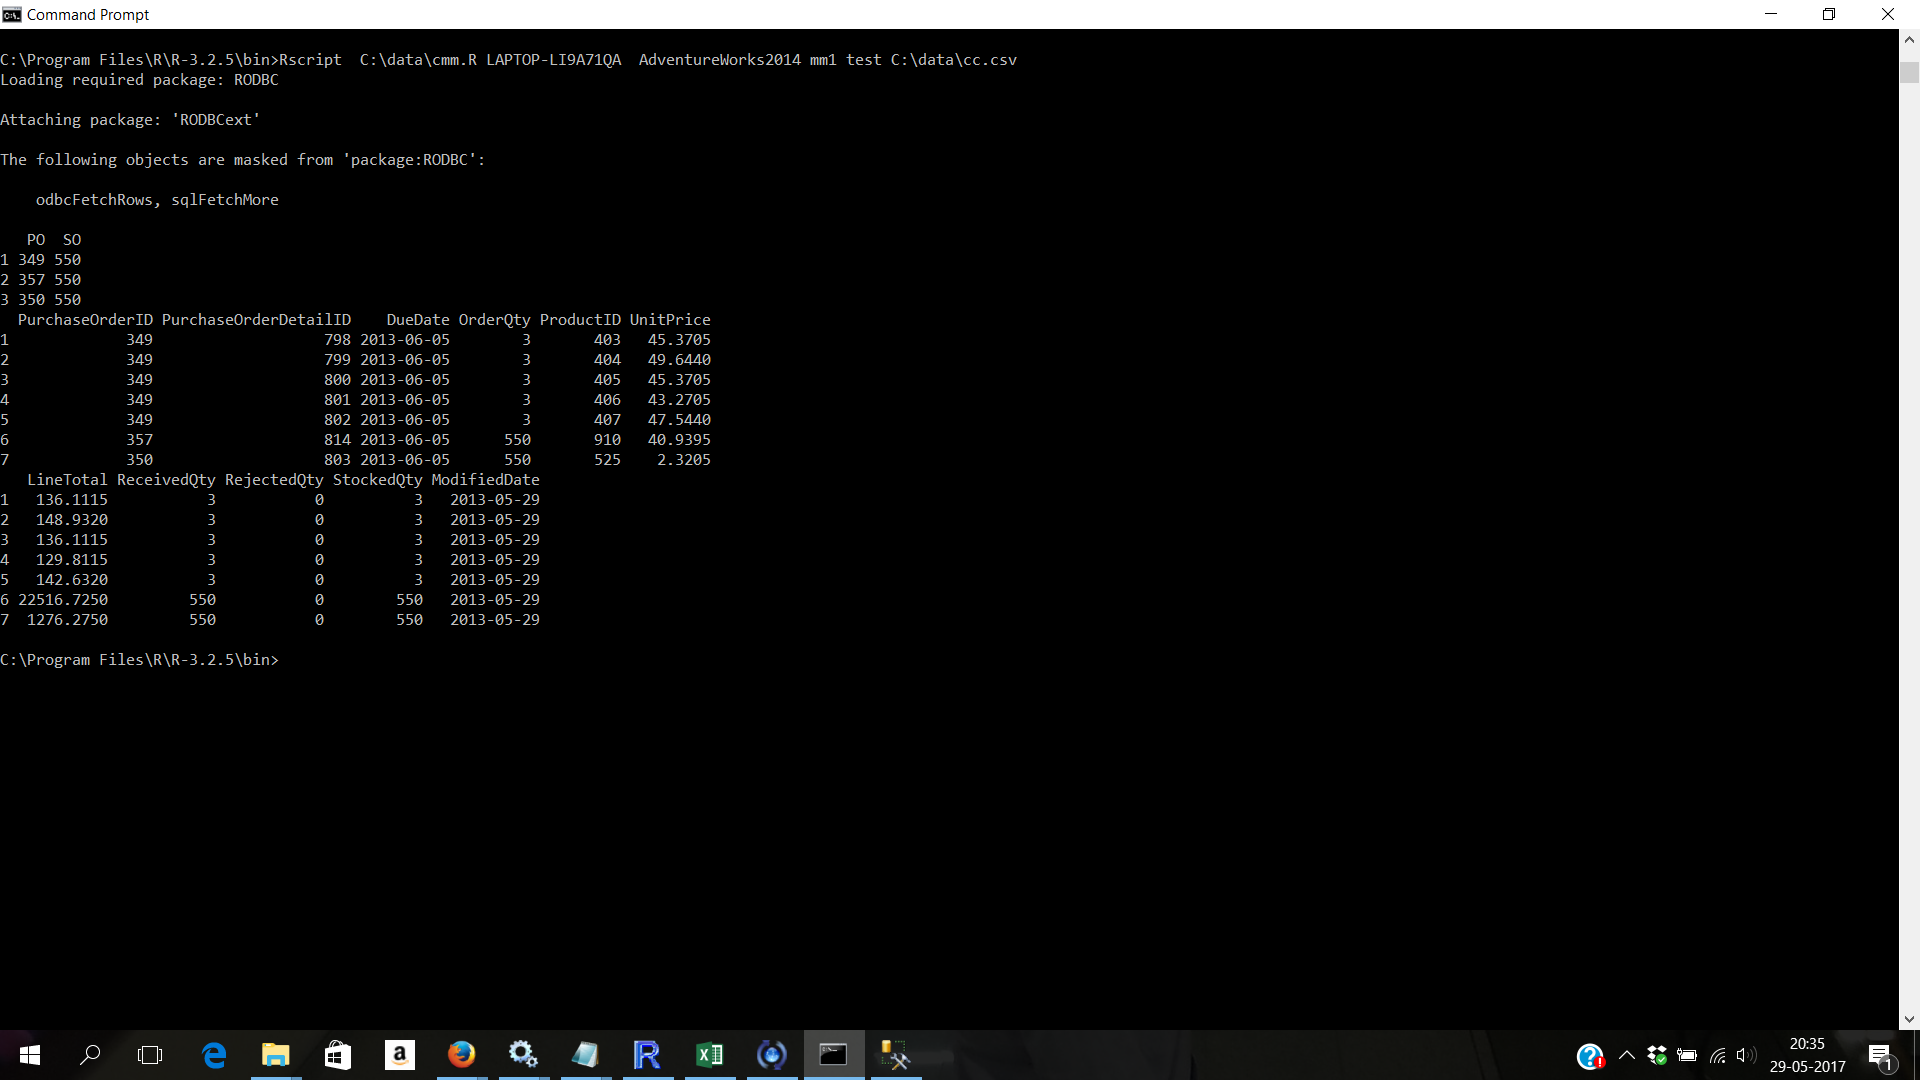 Command Prompt
C:\Program Files\R\R-3.2.5\bin>Rscript  C:\data\cmm.R LAPTOP-LI9A71QA  AdventureWorks2014 mm1 test C:\data\cc.csv
Loading required package: RODBC
Attaching package: 'RODBCext'
The following objects are masked from 'package:RODBC':
    odbcFetchRows, sqlFetchMore
   PO  SO
1 349 550
2 357 550
3 350 550
  PurchaseOrderID PurchaseOrderDetailID    DueDate OrderQty ProductID UnitPrice
1             349                   798 2013-06-05        3       403   45.3705
2             349                   799 2013-06-05        3       404   49.6440
3             349                   800 2013-06-05        3       405   45.3705
4             349                   801 2013-06-05        3       406   43.2705
5             349                   802 2013-06-05        3       407   47.5440
6             357                   814 2013-06-05      550       910   40.9395
7             350                   803 2013-06-05      550       525    2.3205
   LineTotal ReceivedQty RejectedQty StockedQty ModifiedDate
1   136.1115           3           0          3   2013-05-29
2   148.9320           3           0          3   2013-05-29
3   136.1115           3           0          3   2013-05-29
4   129.8115           3           0          3   2013-05-29
5   142.6320           3           0          3   2013-05-29
6 22516.7250         550           0        550   2013-05-29
7  1276.2750         550           0        550   2013-05-29
C:\Program Files\R\R-3.2.5\bin>
20:35
29-05-2017
1